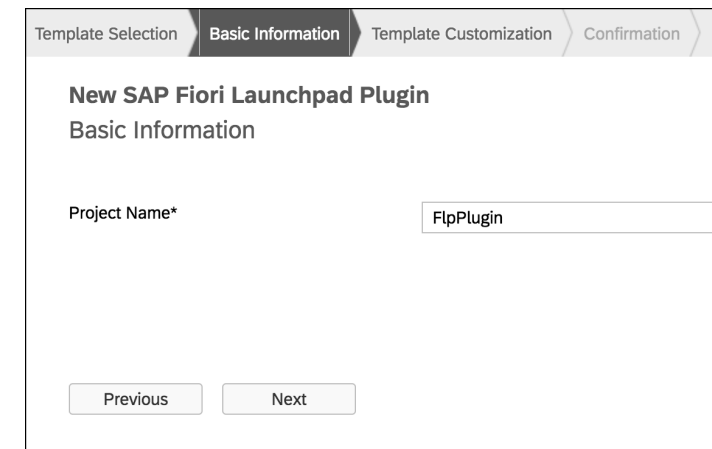 Template Selection Basic Information Template Customization Confirmation
New SAP Fiori Launchpad Plugin
Basic Information
Project Name* FlpPlugin
Previous Next